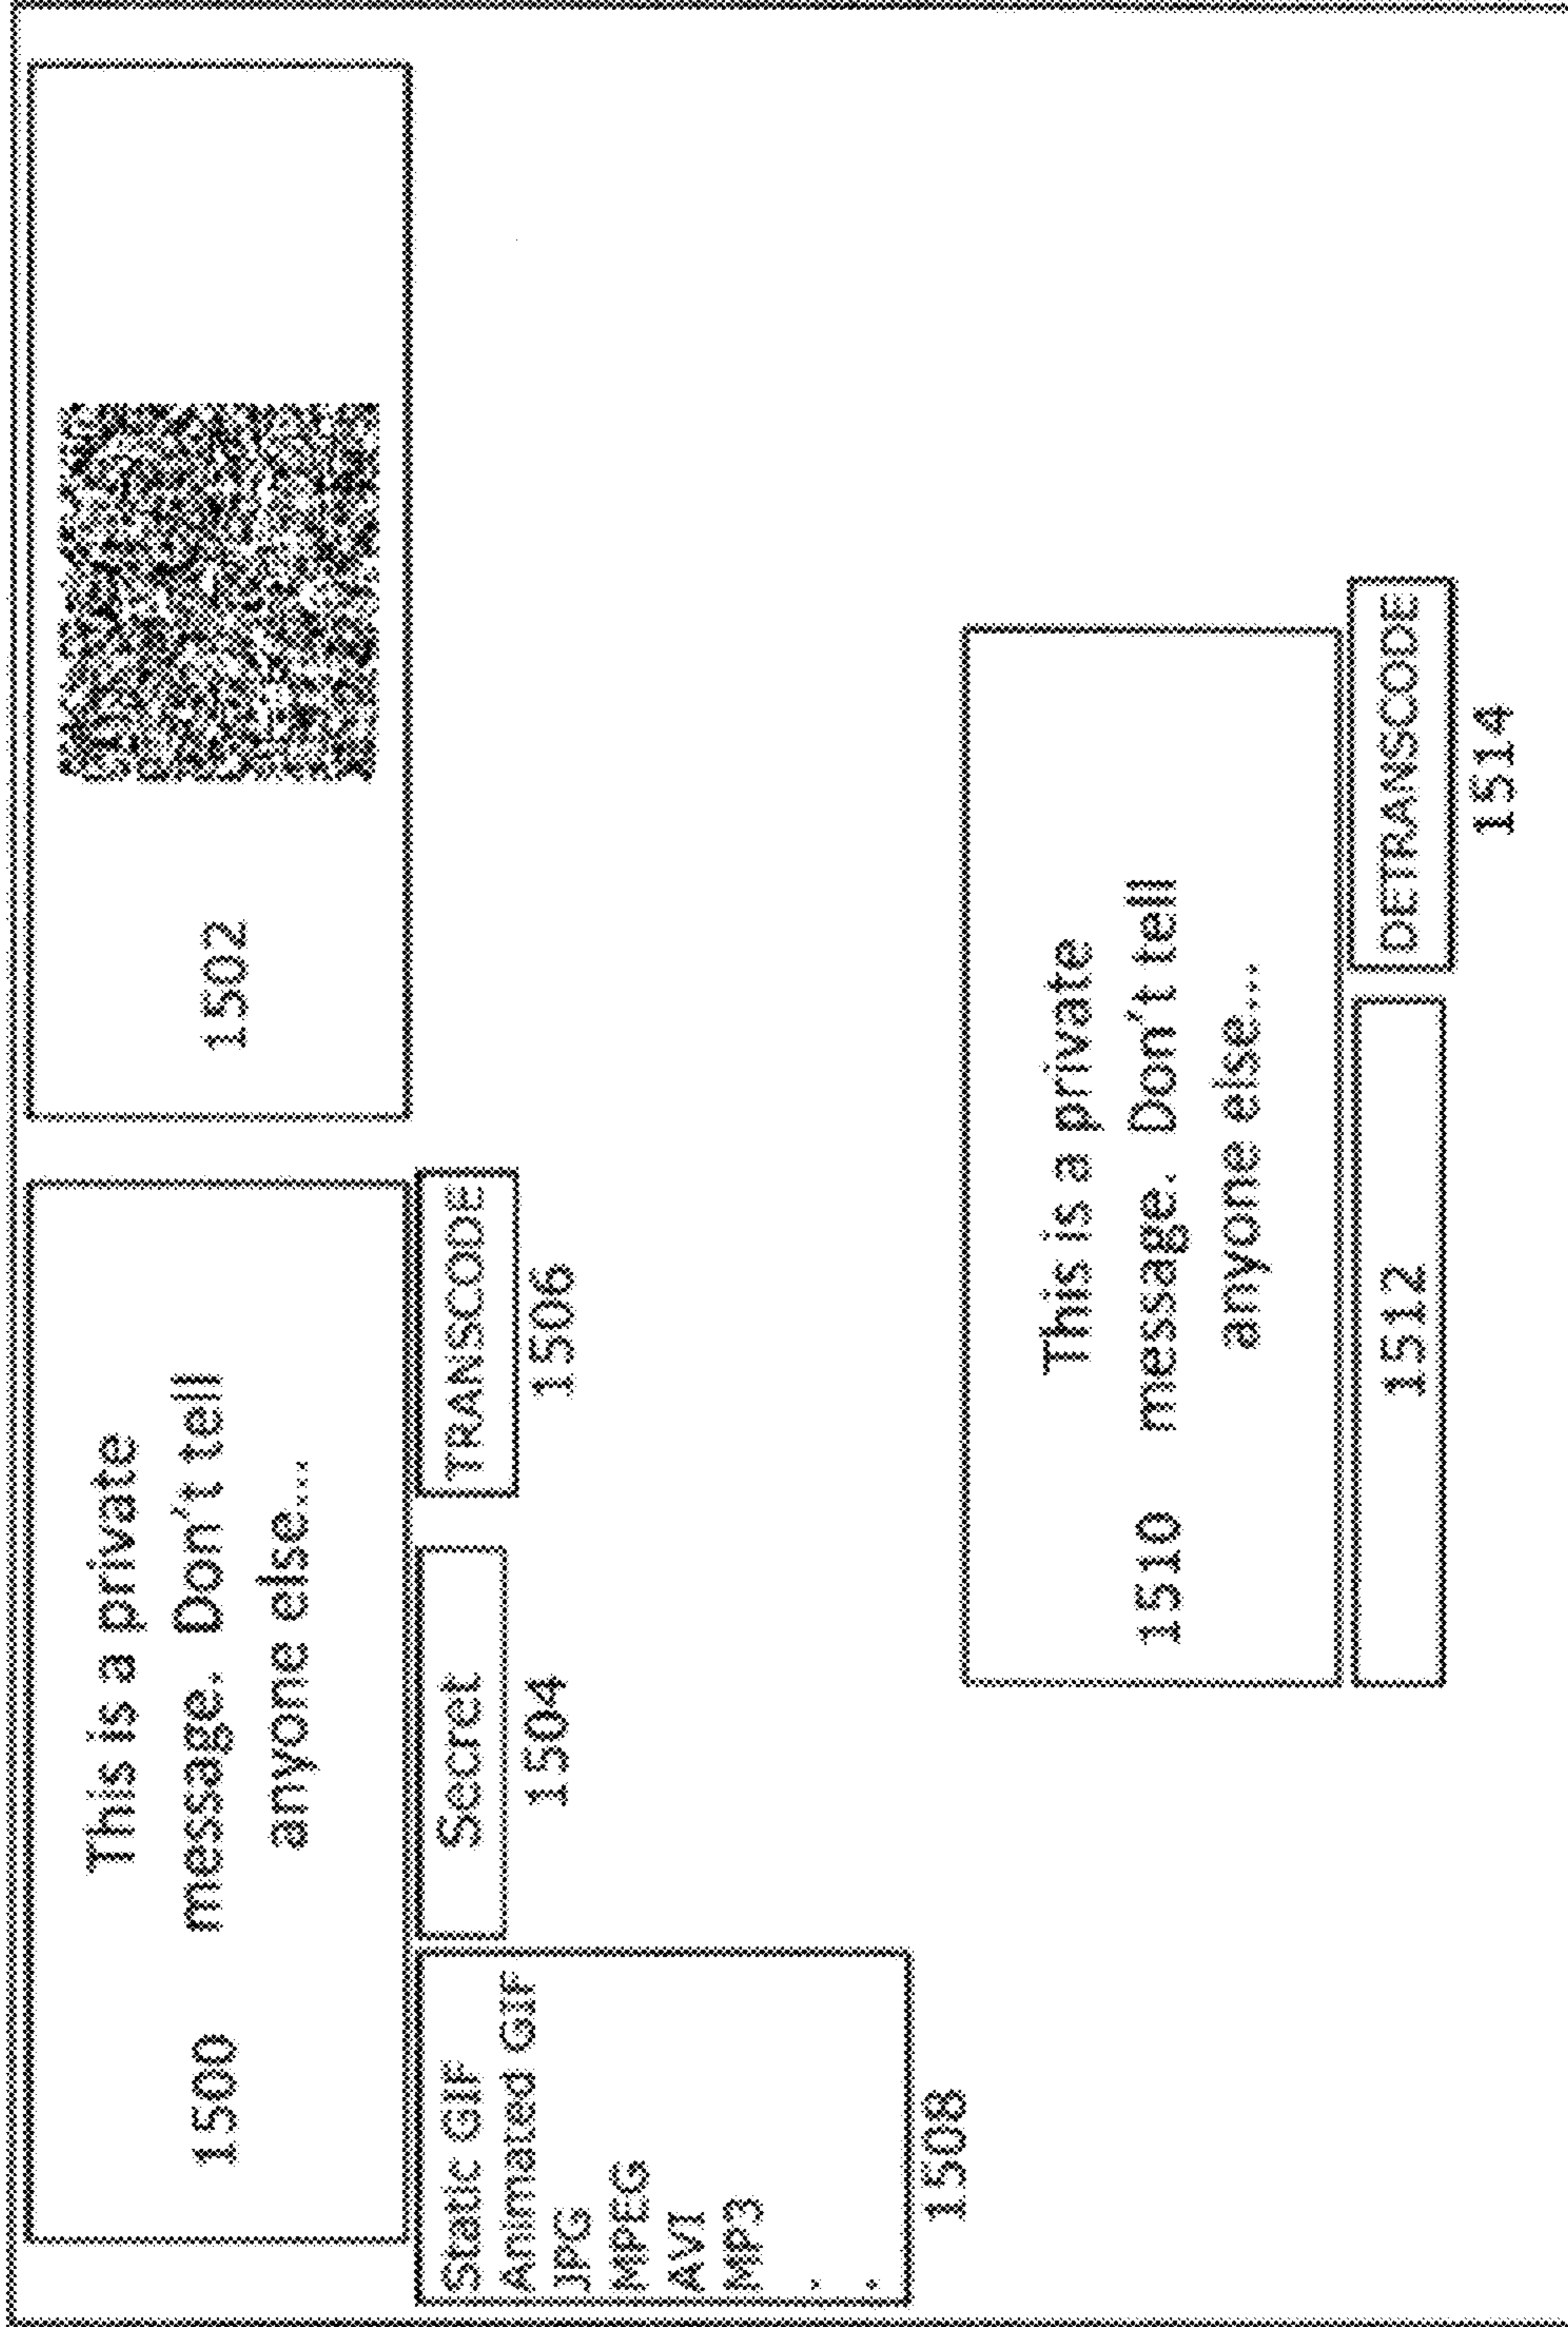 1500
This is a private
message. Don't tell
anyone else...
1502
Static GIF
Animated GIF
JPG
MPEG
AVI
MP3
.
.
1508
Secret
1504
TRANSCODE
1506
1510
This is a private
message. Don't tell
anyone else...
1512
DETRANSCODE
1514